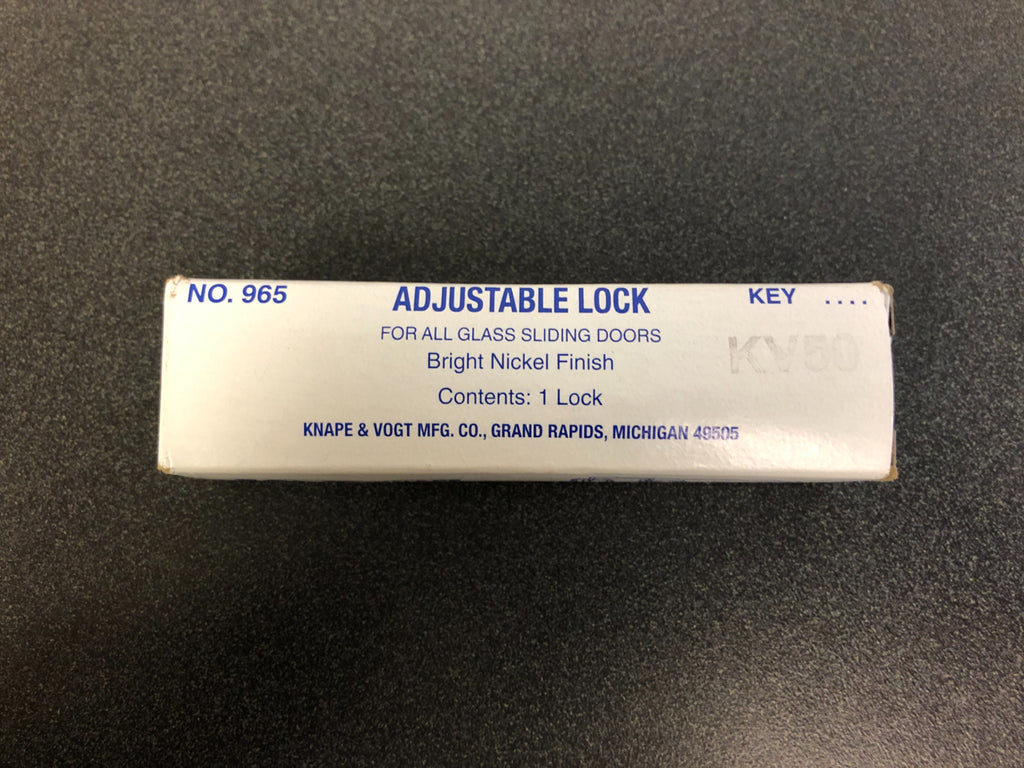 NO. 965 ADJUSTABLE LOCK KEY ....
FOR ALL GLASS SLIDING DOORS
KV50
Bright Nickel Finish
Contents: 1 Lock
KNAPE & VOGT MFG. CO., GRAND RAPIDS, MICHIGAN 49505